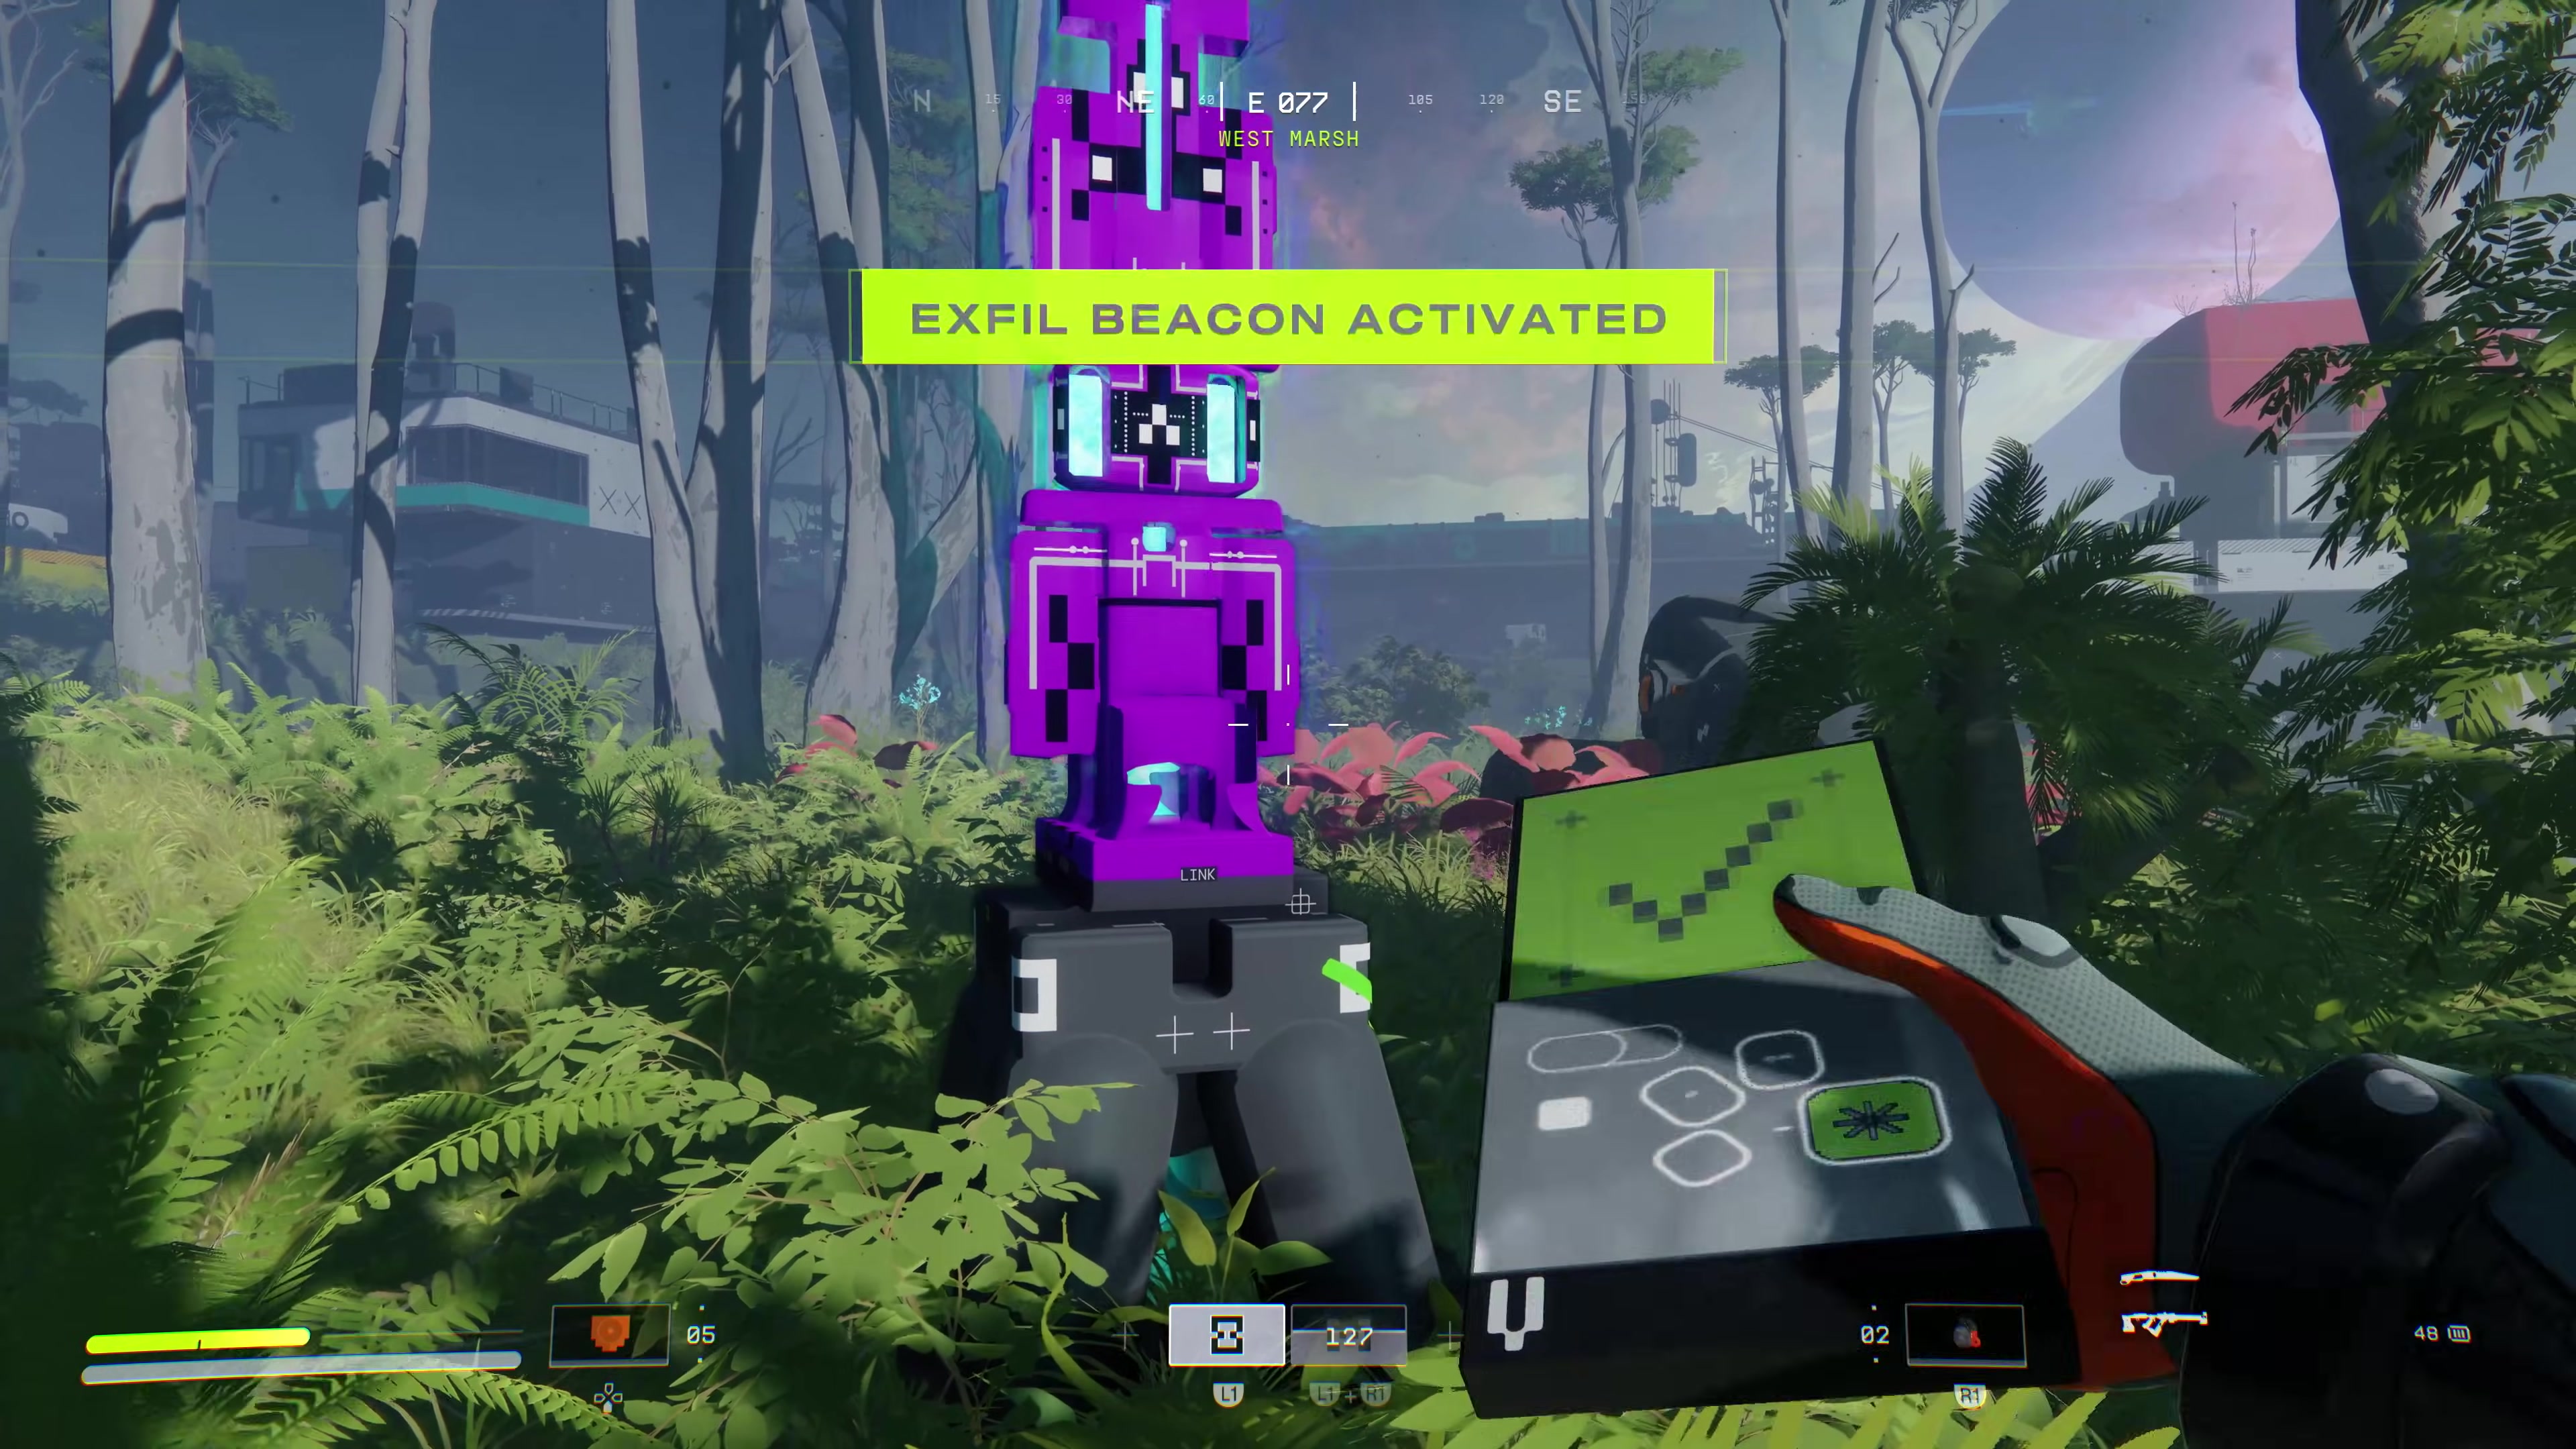 N 15 30 NE 60 E 077 105 120 SE 150
WEST MARSH
EXFIL BEACON ACTIVATED
LINK
05
127
02
48
L1
L1 + R1
R1